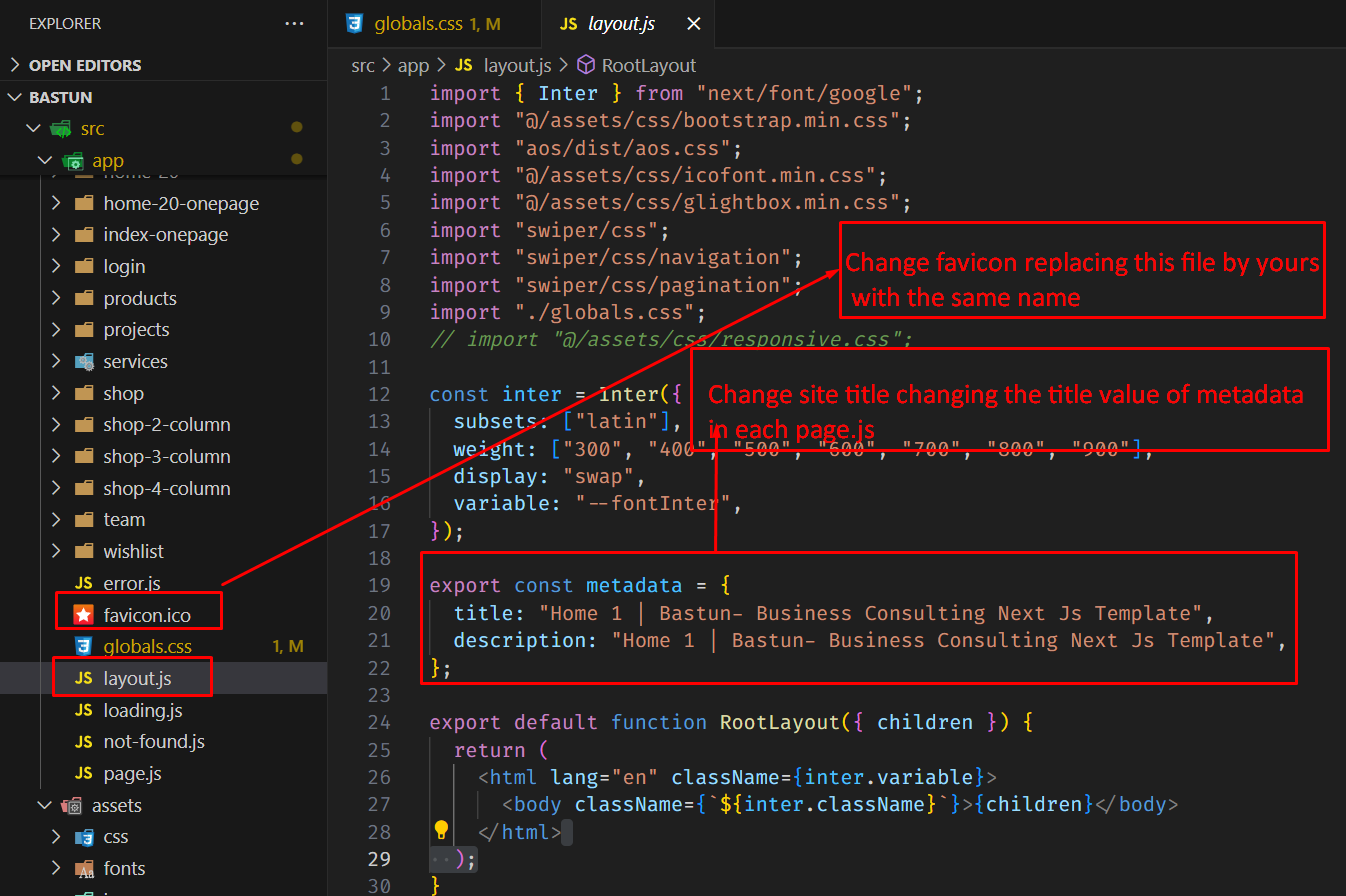 EXPLORER
OPEN EDITORS
BASTUN
src
app
home-20
home-20-onepage
index-onepage
login
products
projects
services
shop
shop-2-column
shop-3-column
shop-4-column
team
wishlist
error.js
favicon.ico
globals.css 1, M
layout.js
loading.js
not-found.js
page.js
assets
css
fonts
globals.css 1, M
JS layout.js
src > app > JS layout.js > RootLayout
1 import { Inter } from "next/font/google";
2 import "@/assets/css/bootstrap.min.css";
3 import "aos/dist/aos.css";
4 import "@/assets/css/icofont.min.css";
5 import "@/assets/css/glightbox.min.css";
6 import "swiper/css";
7 import "swiper/css/navigation";
8 import "swiper/css/pagination";
9 import "./globals.css";
10 // import "@/assets/css/responsive.css";
11
12 const inter = Inter({
13 subsets: ["latin"],
14 weight: ["300", "400", "500", "600", "700", "800", "900"],
15 display: "swap",
16 variable: "--fontInter",
17 });
18
19 export const metadata = {
20 title: "Home 1 | Bastun- Business Consulting Next Js Template",
21 description: "Home 1 | Bastun- Business Consulting Next Js Template",
22 };
23
24 export default function RootLayout({ children }) {
25 return (
26 <html lang="en" className={inter.variable}>
27 <body className={`${inter.className}`}>{children}</body>
28 </html>
29 );
30 }
Change favicon replacing this file by yours
with the same name
Change site title changing the title value of metadata
in each page.js